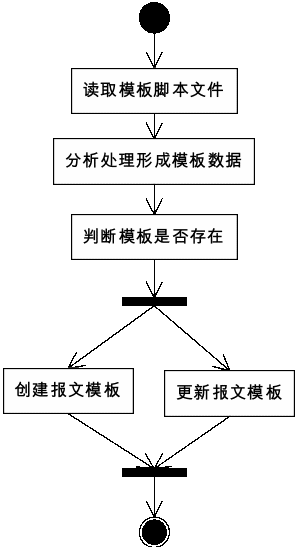 读取模板脚本文件
分析处理形成模板数据
判断模板是否存在
创建报文模板
更新报文模板